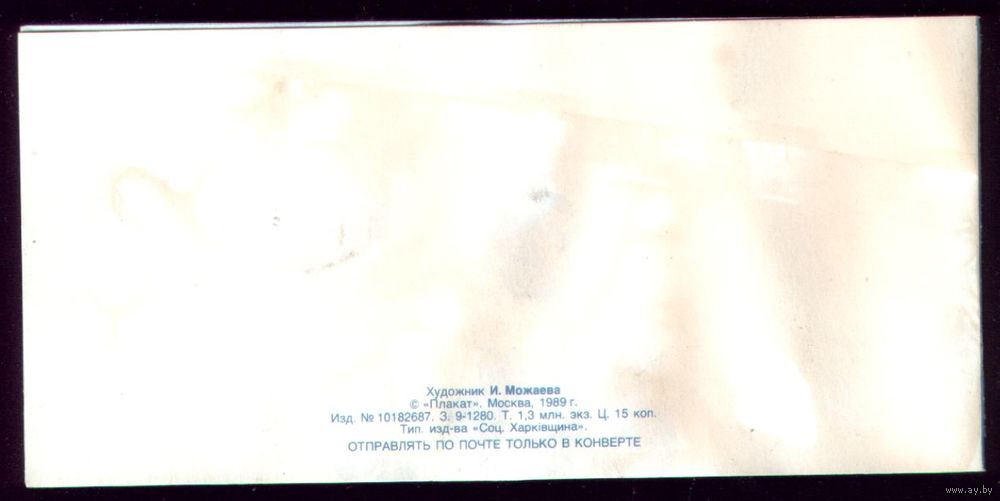 Художник И. Можаева
© «Плакат». Москва, 1989 г.
Изд. № 10182687. З. 9-1280. Т. 1,3 млн. экз. Ц. 15 коп.
Тип. изд-ва «Соц. Харківщина».
ОТПРАВЛЯТЬ ПО ПОЧТЕ ТОЛЬКО В КОНВЕРТЕ
www.ay.by